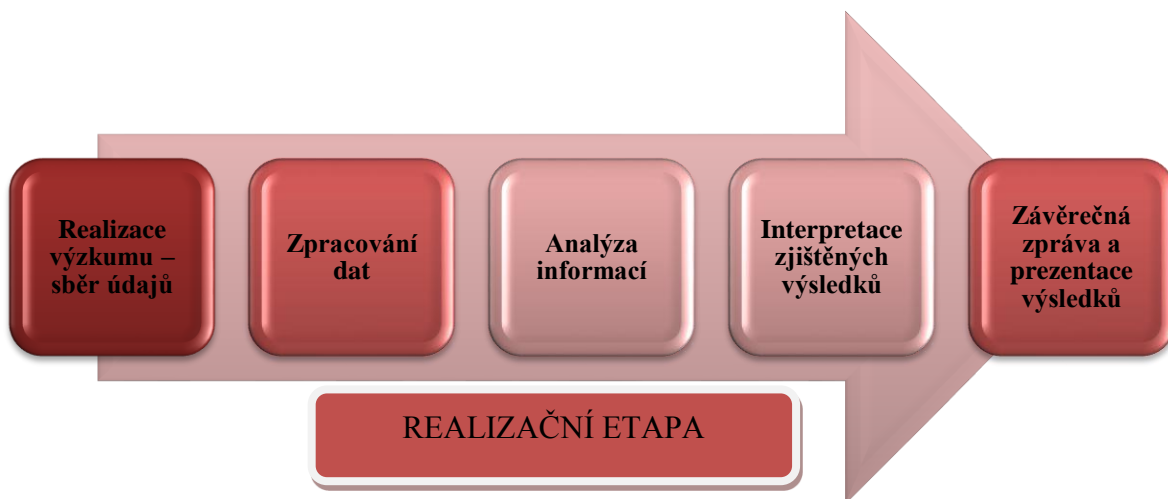 Realizace
výzkumu –
sběr údajů
Zpracování
dat
Analýza
informací
Interpretace
zjištěných
výsledků
Závěrečná
zpráva a
prezentace
výsledků
REALIZAČNÍ ETAPA